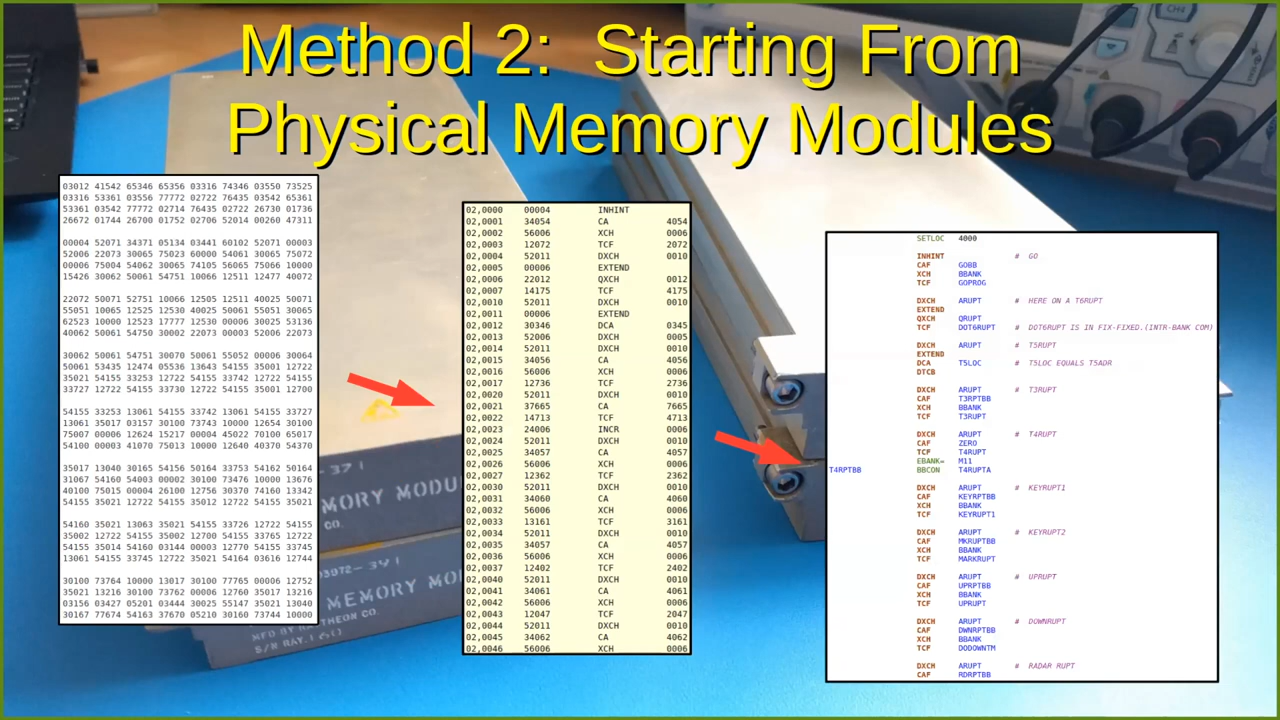 Method 2:  Starting From
Physical Memory Modules
03012 41542 65346 65356 03316 74346 03550 73525
03316 53361 03556 77772 02722 76435 03542 65361
53361 03542 77772 02714 76435 02722 26730 01736
26672 01744 26700 01752 02706 52014 00260 47311
00004 52071 34371 05134 03441 60102 52071 00003
52006 22073 30065 75023 60000 54061 30065 75072
00006 75004 54062 30065 74105 56065 75066 10000
15426 30062 50061 54751 10066 12511 12477 40072
22072 50071 52751 10066 12505 12511 40025 50071
55051 10065 12525 12530 40025 50061 55051 30065
62523 10000 12523 17777 12530 00006 30025 53136
40062 50061 54750 30002 22073 00003 52006 22073
30062 50061 54751 30070 50061 55052 00006 30064
50061 53435 12474 05536 13643 54155 35001 12722
35021 54155 33253 12722 54155 33742 12722 54155
33727 12722 54155 33730 12722 54155 35001 12700
54155 33253 13061 54155 33742 13061 54155 33727
13061 35017 03157 30100 73743 10000 12654 30100
75007 00006 12624 15217 00004 45022 70100 65017
54100 00003 41070 75013 10000 12640 40370 54370
35017 13040 30165 54156 50164 33753 54162 50164
31067 54160 54003 00002 30100 73476 10000 13676
40100 75015 00004 26100 12756 30370 74160 13342
54155 35021 12722 54155 35012 12722 54155 35021
54160 35021 13063 35021 54155 33726 12722 54155
35002 12722 54155 35002 12700 54155 33765 12722
54155 35014 54160 03144 00003 12770 54155 33745
13061 54155 33745 12722 35021 54164 03616 12744
30100 73764 10000 13017 30100 77765 00006 12752
35021 13216 30100 73762 00006 12760 35017 13216
03156 03427 05201 03444 30025 55147 35021 13040
30167 77674 54163 37670 05210 30160 73744 10000
02,0000 00004 INHINT
02,0001 34054 CA 4054
02,0002 56006 XCH 0006
02,0003 12072 TCF 2072
02,0004 52011 DXCH 0010
02,0005 00006 EXTEND
02,0006 22012 QXCH 0012
02,0007 14175 TCF 4175
02,0010 52011 DXCH 0010
02,0011 00006 EXTEND
02,0012 30346 DCA 0345
02,0013 52006 DXCH 0005
02,0014 52011 DXCH 0010
02,0015 34056 CA 4056
02,0016 56006 XCH 0006
02,0017 12736 TCF 2736
02,0020 52011 DXCH 0010
02,0021 37665 CA 7665
02,0022 14713 TCF 4713
02,0023 24006 INCR 0006
02,0024 52011 DXCH 0010
02,0025 34057 CA 4057
02,0026 56006 XCH 0006
02,0027 12362 TCF 2362
02,0030 52011 DXCH 0010
02,0031 34060 CA 4060
02,0032 56006 XCH 0006
02,0033 13161 TCF 3161
02,0034 52011 DXCH 0010
02,0035 34057 CA 4057
02,0036 56006 XCH 0006
02,0037 12402 TCF 2402
02,0040 52011 DXCH 0010
02,0041 34061 CA 4061
02,0042 56006 XCH 0006
02,0043 12047 TCF 2047
02,0044 52011 DXCH 0010
02,0045 34062 CA 4062
02,0046 56006 XCH 0006
SETLOC 4000
INHINT # GO
CAF GOBB
XCH BBANK
TCF GOPROG
DXCH ARUPT # HERE ON A T6RUPT
EXTEND
QXCH QRUPT
TCF DOT6RUPT # DOT6RUPT IS IN FIX-FIXED.(INTR-BANK COM)
DXCH ARUPT # T5RUPT
EXTEND
DCA T5LOC # T5LOC EQUALS T5ADR
DTCB
DXCH ARUPT # T3RUPT
CAF T3RPTBB
XCH BBANK
TCF T3RUPT
DXCH ARUPT # T4RUPT
CAF ZERO
TCF T4RUPT
EBANK= M11
T4RPTBB BBCON T4RUPTA
DXCH ARUPT # KEYRUPT1
CAF KEYRPTBB
XCH BBANK
TCF KEYRUPT1
DXCH ARUPT # KEYRUPT2
CAF MKRUPTBB
XCH BBANK
TCF MARKRUPT
DXCH ARUPT # UPRUPT
CAF UPRPTBB
XCH BBANK
TCF UPRUPT
DXCH ARUPT # DOWNRUPT
CAF DWNRPTBB
XCH BBANK
TCF DODOWNTM
DXCH ARUPT # RADAR RUPT
CAF RDRPTBB
CH4
-371
MORY MODU
CO.
MEMORY MO
MFD BY RAYTHEON CO.
S/N RAY